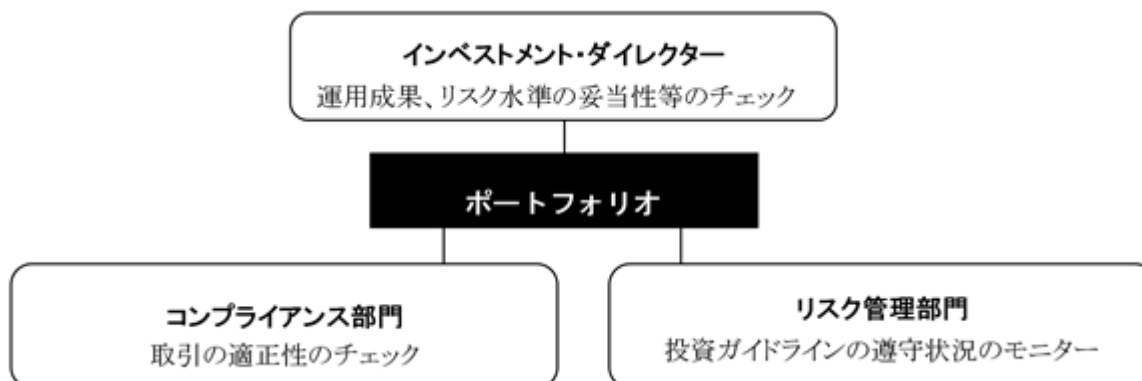 インベストメント・ダイレクター
運用成果、リスク水準の妥当性等のチェック
ポートフォリオ
コンプライアンス部門
取引の適正性のチェック
リスク管理部門
投資ガイドラインの遵守状況のモニター